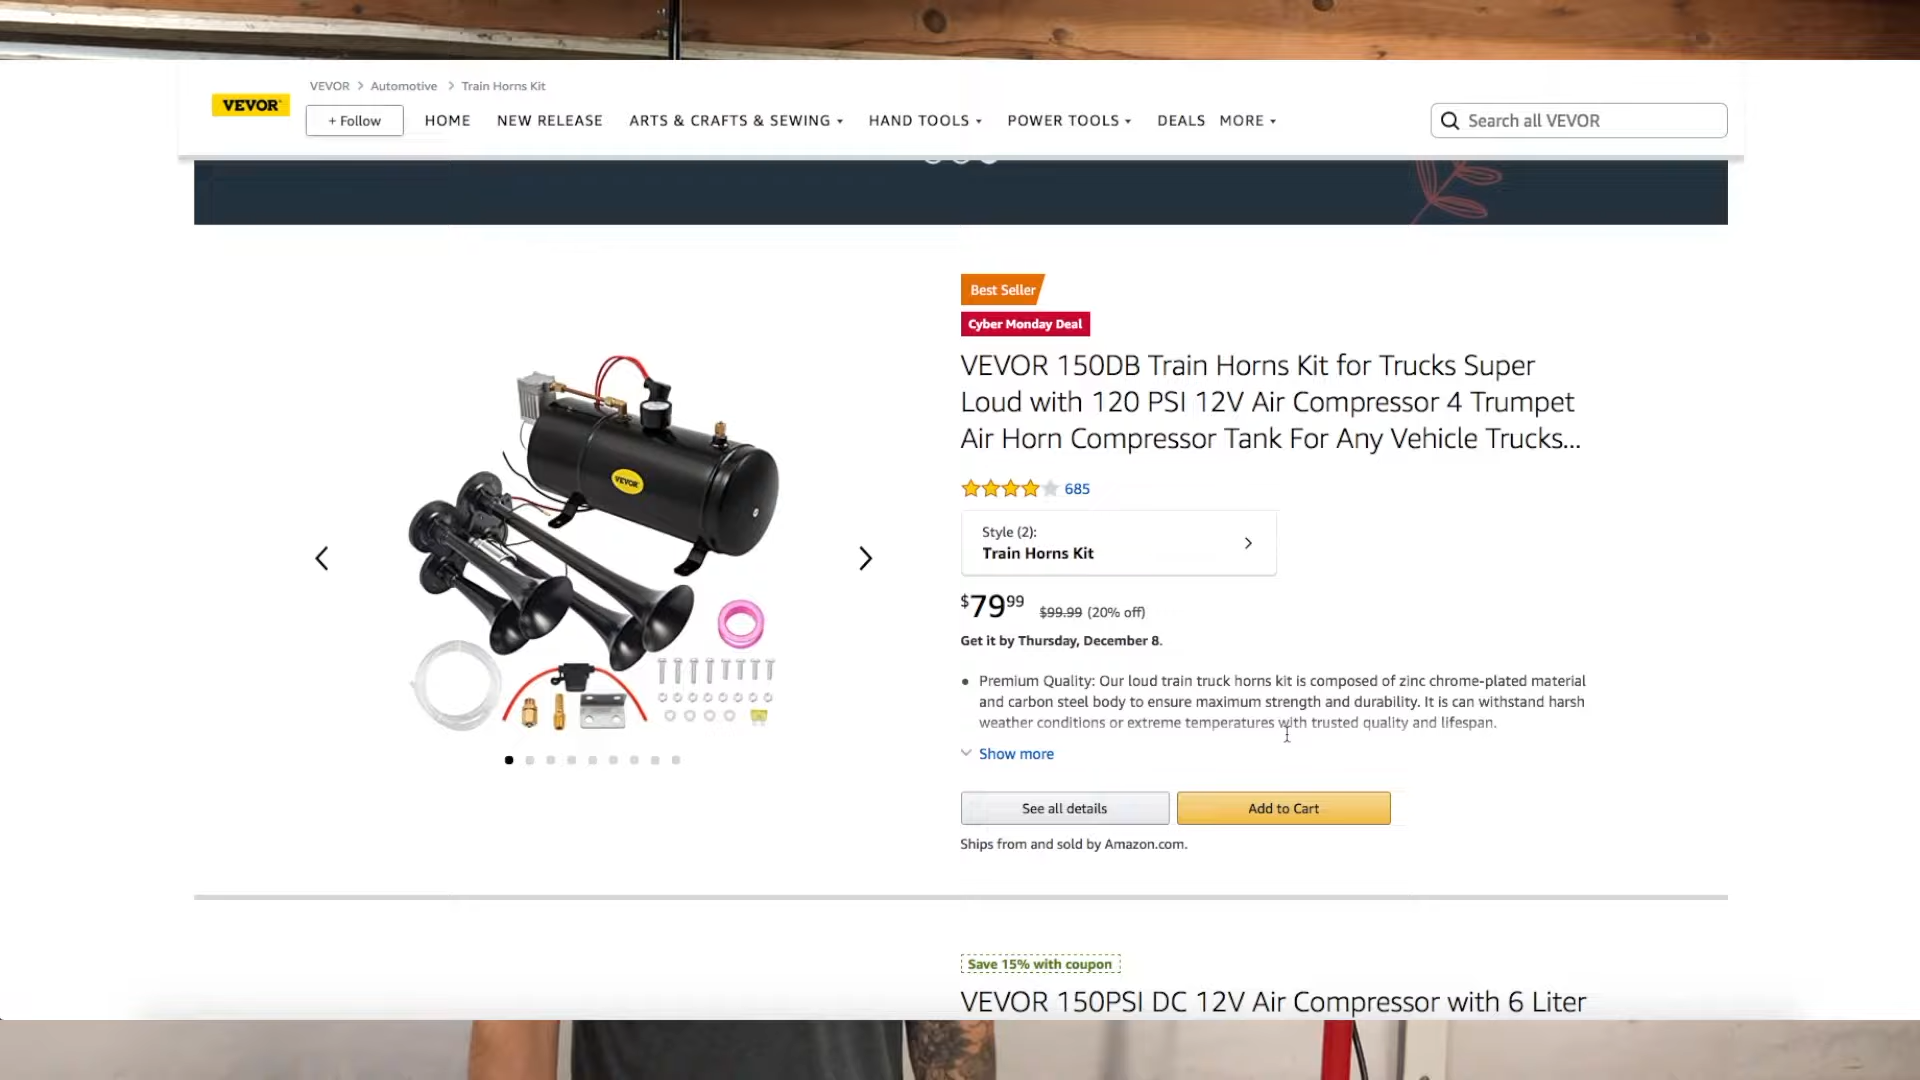 VEVOR > Automotive > Train Horns Kit
VEVOR
+ Follow
HOME
NEW RELEASE
ARTS & CRAFTS & SEWING
HAND TOOLS
POWER TOOLS
DEALS
MORE
Search all VEVOR
Best Seller
Cyber Monday Deal
VEVOR 150DB Train Horns Kit for Trucks Super
Loud with 120 PSI 12V Air Compressor 4 Trumpet
Air Horn Compressor Tank For Any Vehicle Trucks...
685
Style (2):
Train Horns Kit
$79.99 $99.99 (20% off)
Get it by Thursday, December 8.
• Premium Quality: Our loud train truck horns kit is composed of zinc chrome-plated material
and carbon steel body to ensure maximum strength and durability. It can withstand harsh
weather conditions or extreme temperatures with trusted quality and lifespan.
Show more
See all details
Add to Cart
Ships from and sold by Amazon.com.
VEVOR
Save 15% with coupon
VEVOR 150PSI DC 12V Air Compressor with 6 Liter